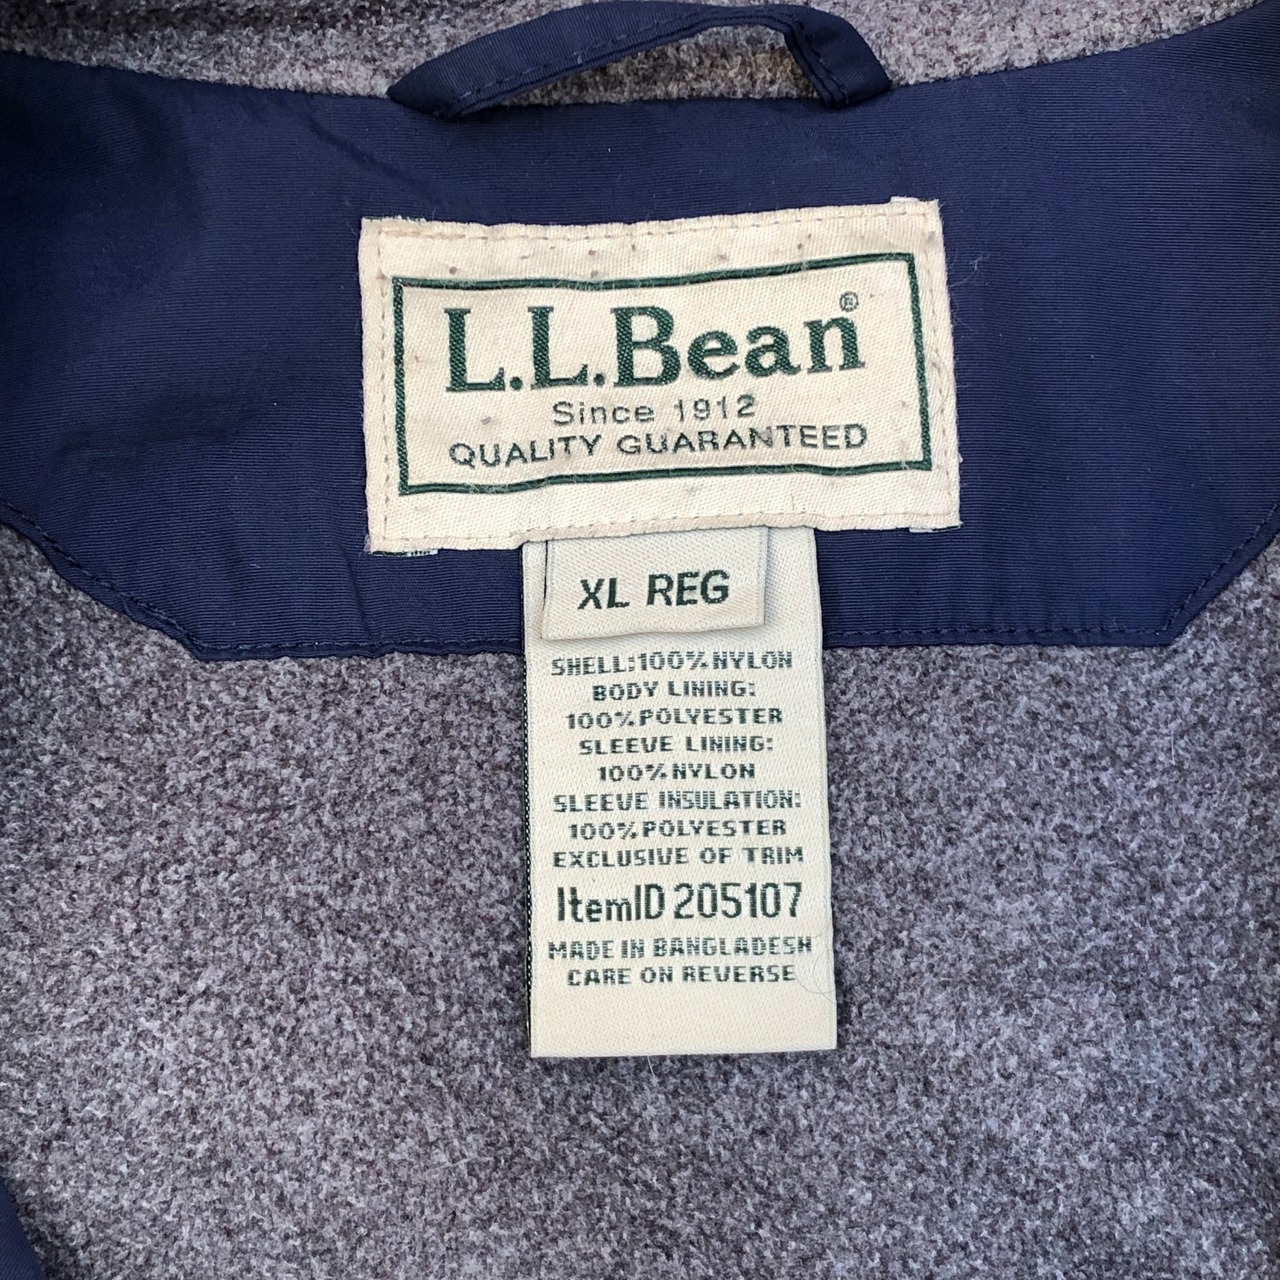 L.L.Bean®
Since 1912
QUALITY GUARANTEED
XL REG
SHELL:100% NYLON
BODY LINING:
100% POLYESTER
SLEEVE LINING:
100% NYLON
SLEEVE INSULATION:
100% POLYESTER
EXCLUSIVE OF TRIM
ItemID 205107
MADE IN BANGLADESH
CARE ON REVERSE